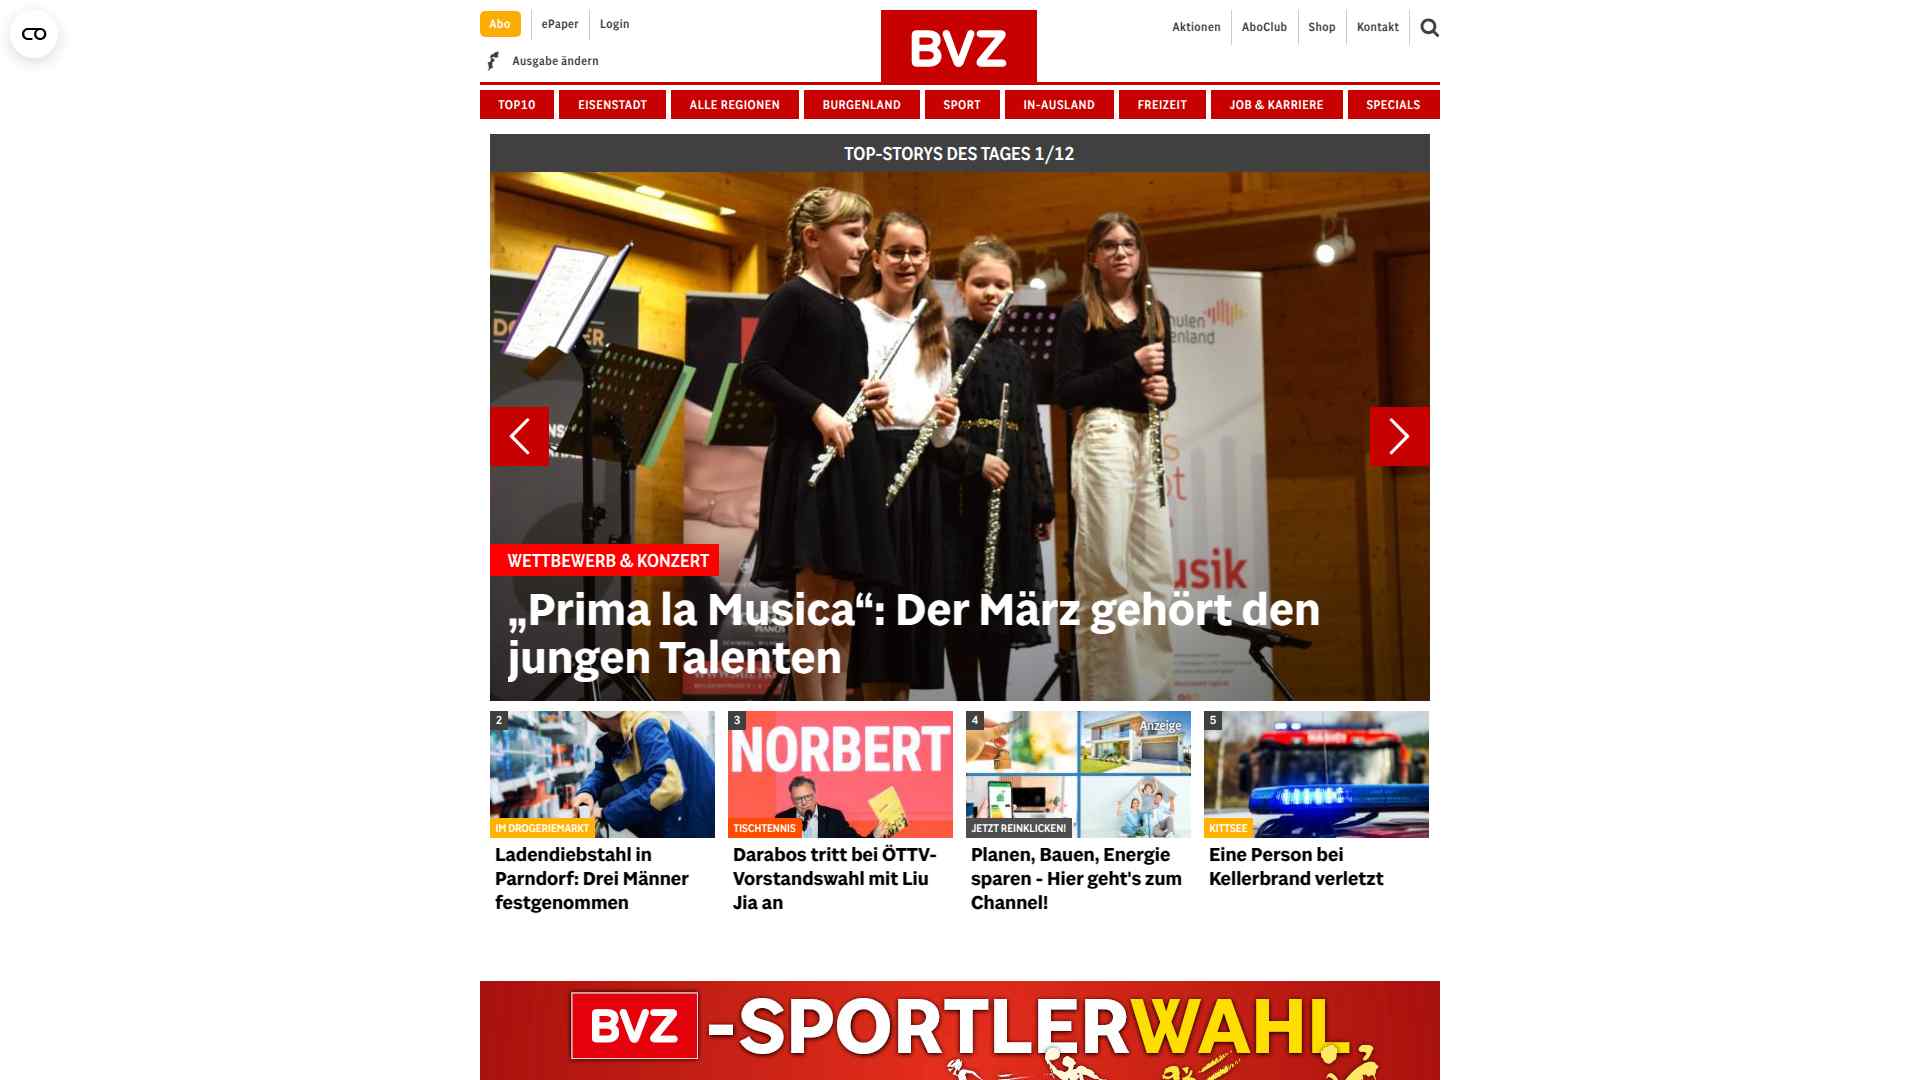 Abo
ePaper
Login
Ausgabe ändern
BVZ
Aktionen
AboClub
Shop
Kontakt
TOP10
EISENSTADT
ALLE REGIONEN
BURGENLAND
SPORT
IN-AUSLAND
FREIZEIT
JOB & KARRIERE
SPECIALS
TOP-STORYS DES TAGES 1/12
WETTBEWERB & KONZERT
„Prima la Musica“: Der März gehört den
jungen Talenten
2
IM DROGERIEMARKT
Ladendiebstahl in
Parndorf: Drei Männer
festgenommen
3
NORBERT
TISCHTENNIS
Darabos tritt bei ÖTTV-
Vorstandswahl mit Liu
Jia an
4
Anzeige
JETZT REINKLICKEN!
Planen, Bauen, Energie
sparen - Hier geht's zum
Channel!
5
KITTSEE
Eine Person bei
Kellerbrand verletzt
BVZ -SPORTLERWAHL